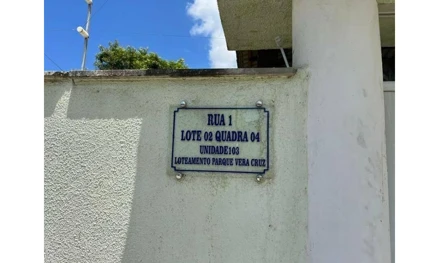 RUA 1
LOTE 02 QUADRA 04
UNIDADE103
LOTEAMENTO PARQUE VERA CRUZ